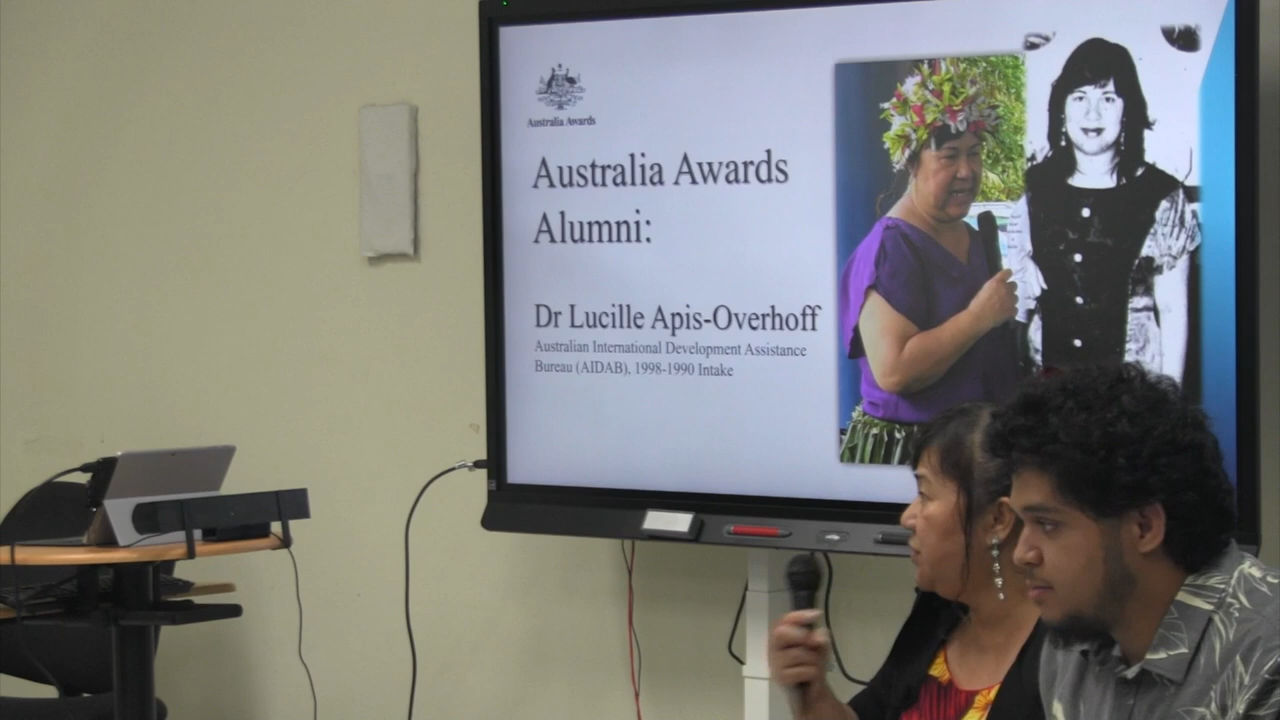 Australia Awards
Australia Awards
Alumni:
Dr Lucille Apis-Overhoff
Australian International Development Assistance
Bureau (AIDAB), 1998-1990 Intake